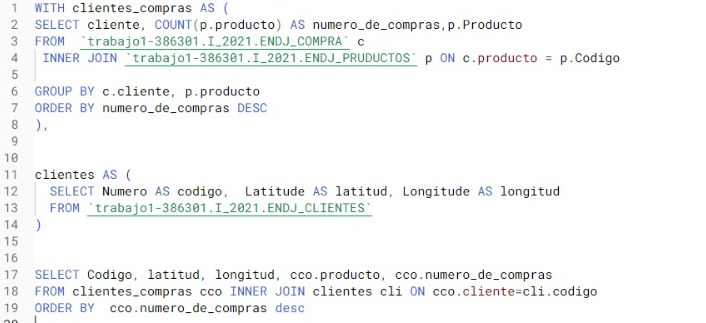 1 WITH clientes_compras AS (
2 SELECT cliente, COUNT(p.producto) AS numero_de_compras,p.Producto
3 FROM `trabajo1-386301.I_2021.ENDJ_COMPRA` c
4 INNER JOIN `trabajo1-386301.I_2021.ENDJ_PRUDUCTOS` p ON c.producto = p.Codigo
5
6 GROUP BY c.cliente, p.producto
7 ORDER BY numero_de_compras DESC
8 ),
9
10
11 clientes AS (
12 SELECT Numero AS codigo, Latitude AS latitud, Longitude AS longitud
13 FROM `trabajo1-386301.I_2021.ENDJ_CLIENTES`
14 )
15
16
17 SELECT Codigo, latitud, longitud, cco.producto, cco.numero_de_compras
18 FROM clientes_compras cco INNER JOIN clientes cli ON cco.cliente=cli.codigo
19 ORDER BY cco.numero_de_compras desc
20